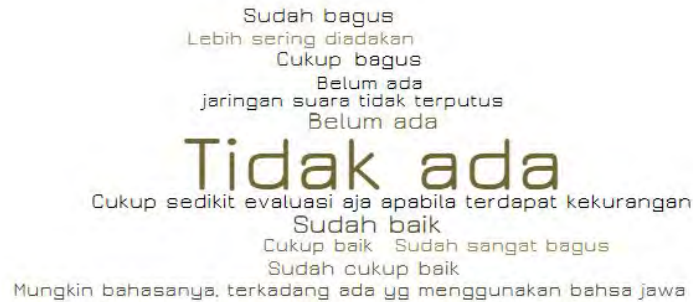 Sudah bagus
Lebih sering diadakan
Cukup bagus
Belum ada
jaringan suara tidak terputus
Belum ada
Tidak ada
Cukup sedikit evaluasi aja apabila terdapat kekurangan
Sudah baik
Cukup baik Sudah sangat bagus
Sudah cukup baik
Mungkin bahasanya, terkadang ada yg menggunakan bahsa jawa